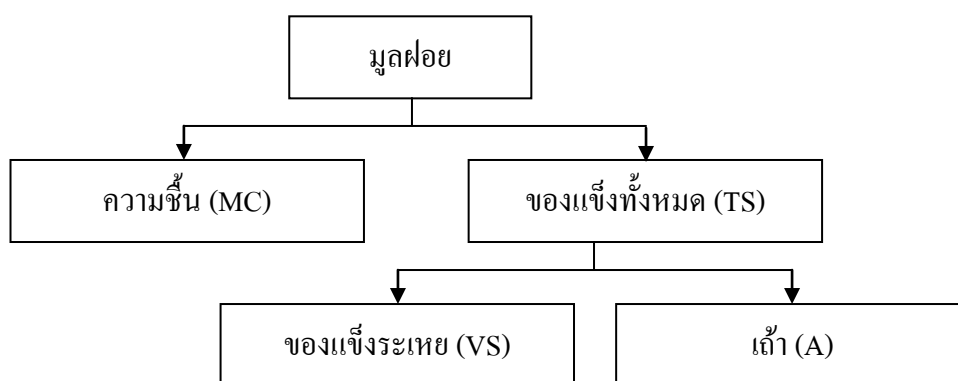 มูลฝอย
ความชื้น (MC)
ของแข็งทั้งหมด (TS)
ของแข็งระเหย (VS)
เถ้า (A)